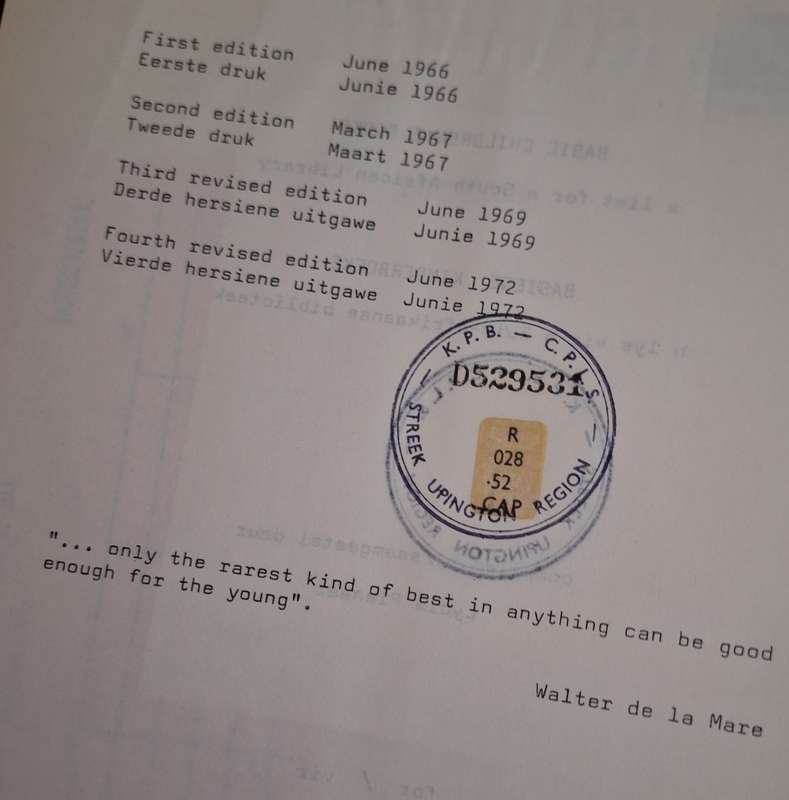 First edition June 1966
Eerste druk Junie 1966
Second edition March 1967
Tweede druk Maart 1967
Third revised edition June 1969
Derde hersiene uitgawe Junie 1969
Fourth revised edition June 1972
Vierde hersiene uitgawe Junie 1972
— K.P.B. — C.P.L.S. —
D529531
R
028
.52
CAP
STREEK UPINGTON REGION
"... only the rarest kind of best in anything can be good
enough for the young".
Walter de la Mare